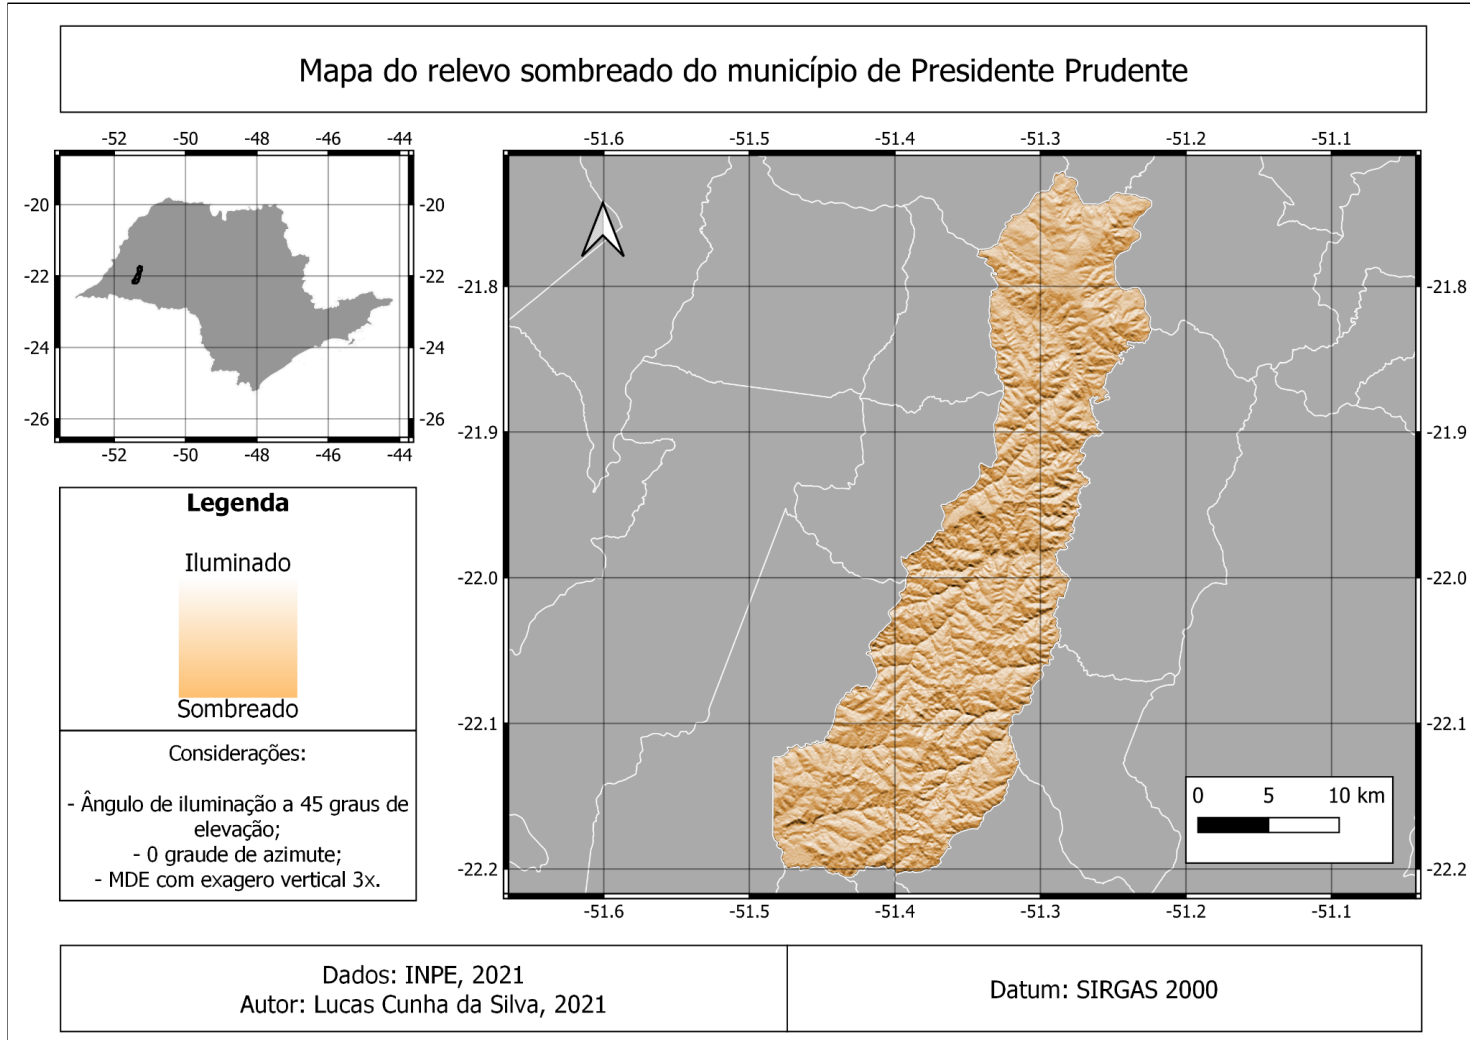 Mapa do relevo sombreado do município de Presidente Prudente
-52 -50 -48 -46 -44
-20 -20
-22 -22
-24 -24
-26 -26
-52 -50 -48 -46 -44
-51.6 -51.5 -51.4 -51.3 -51.2 -51.1
-21.8 -21.8
-21.9 -21.9
-22.0 -22.0
-22.1 -22.1
-22.2 -22.2
-51.6 -51.5 -51.4 -51.3 -51.2 -51.1
0 5 10 km
Legenda
Iluminado
Sombreado
Considerações:
- Ângulo de iluminação a 45 graus de
elevação;
- 0 graude de azimute;
- MDE com exagero vertical 3x.
Dados: INPE, 2021
Autor: Lucas Cunha da Silva, 2021
Datum: SIRGAS 2000